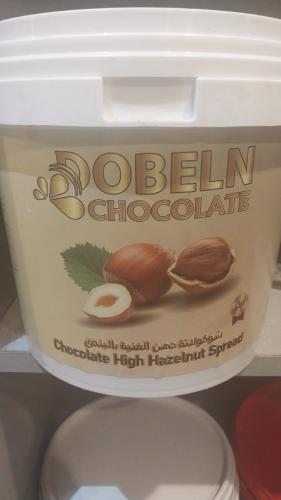 DOBELN
CHOCOLATE
شوكولاتة دهن الغنية بالبندق
Chocolate High Hazelnut Spread